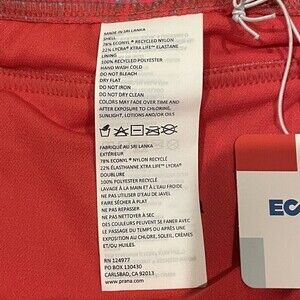 MADE IN SRI LANKA
SHELL
78% ECONYL® RECYCLED NYLON
22% LYCRA® XTRA LIFE™ ELASTANE
LINING
100% RECYCLED POLYESTER
HAND WASH COLD
DO NOT BLEACH
DRY FLAT
DO NOT IRON
DO NOT DRY CLEAN
COLORS MAY FADE OVER TIME AND
AFTER EXPOSURE TO CHLORINE,
SUNLIGHT, LOTIONS AND/OR OILS
FABRIQUÉ AU SRI LANKA
EXTÉRIEUR
78% ECONYL® NYLON RECYCLÉ
22% ÉLASTHANNE XTRA LIFE™ LYCRA®
DOUBLURE
100% POLYESTER RECYCLÉ
LAVAGE À LA MAIN ET À L'EAU FROIDE
NE PAS JAVELLISER
FAIRE SÉCHER À PLAT
NE PAS REPASSER
NE PAS NETTOYER À SEC
DES COULEURS PEUVENT SE FANER AVEC
LE PASSAGE DU TEMPS OU APRÈS UNE
EXPOSITION AU CHLORE, SOLEIL, CRÈMES
ET/OU HUILES.
RN 124977
PO BOX 130430
CARLSBAD, CA 92013
www.prana.com
EC